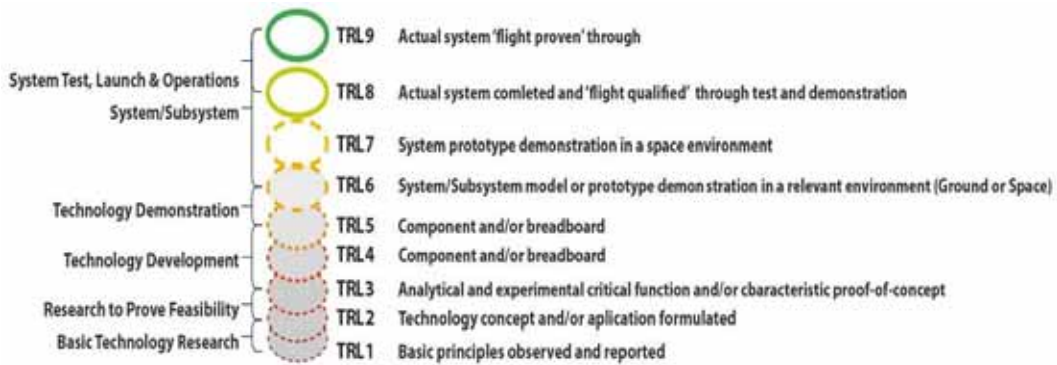 TRL9 Actual system 'flight proven' through
System Test, Launch & Operations
TRL8 Actual system comleted and 'flight qualified' through test and demonstration
System/Subsystem
TRL7 System prototype demonstration in a space environment
TRL6 System/Subsystem model or prototype demon stration in a relevant environment (Ground or Space)
Technology Demonstration
TRL5 Component and/or breadboard
TRL4 Component and/or breadboard
Technology Development
TRL3 Analytical and experimental critical function and/or cbaracteristic proof-of-concept
Research to Prove Feasibility
TRL2 Technology concept and/or aplication formulated
Basic Technology Research
TRL1 Basic principles observed and reported